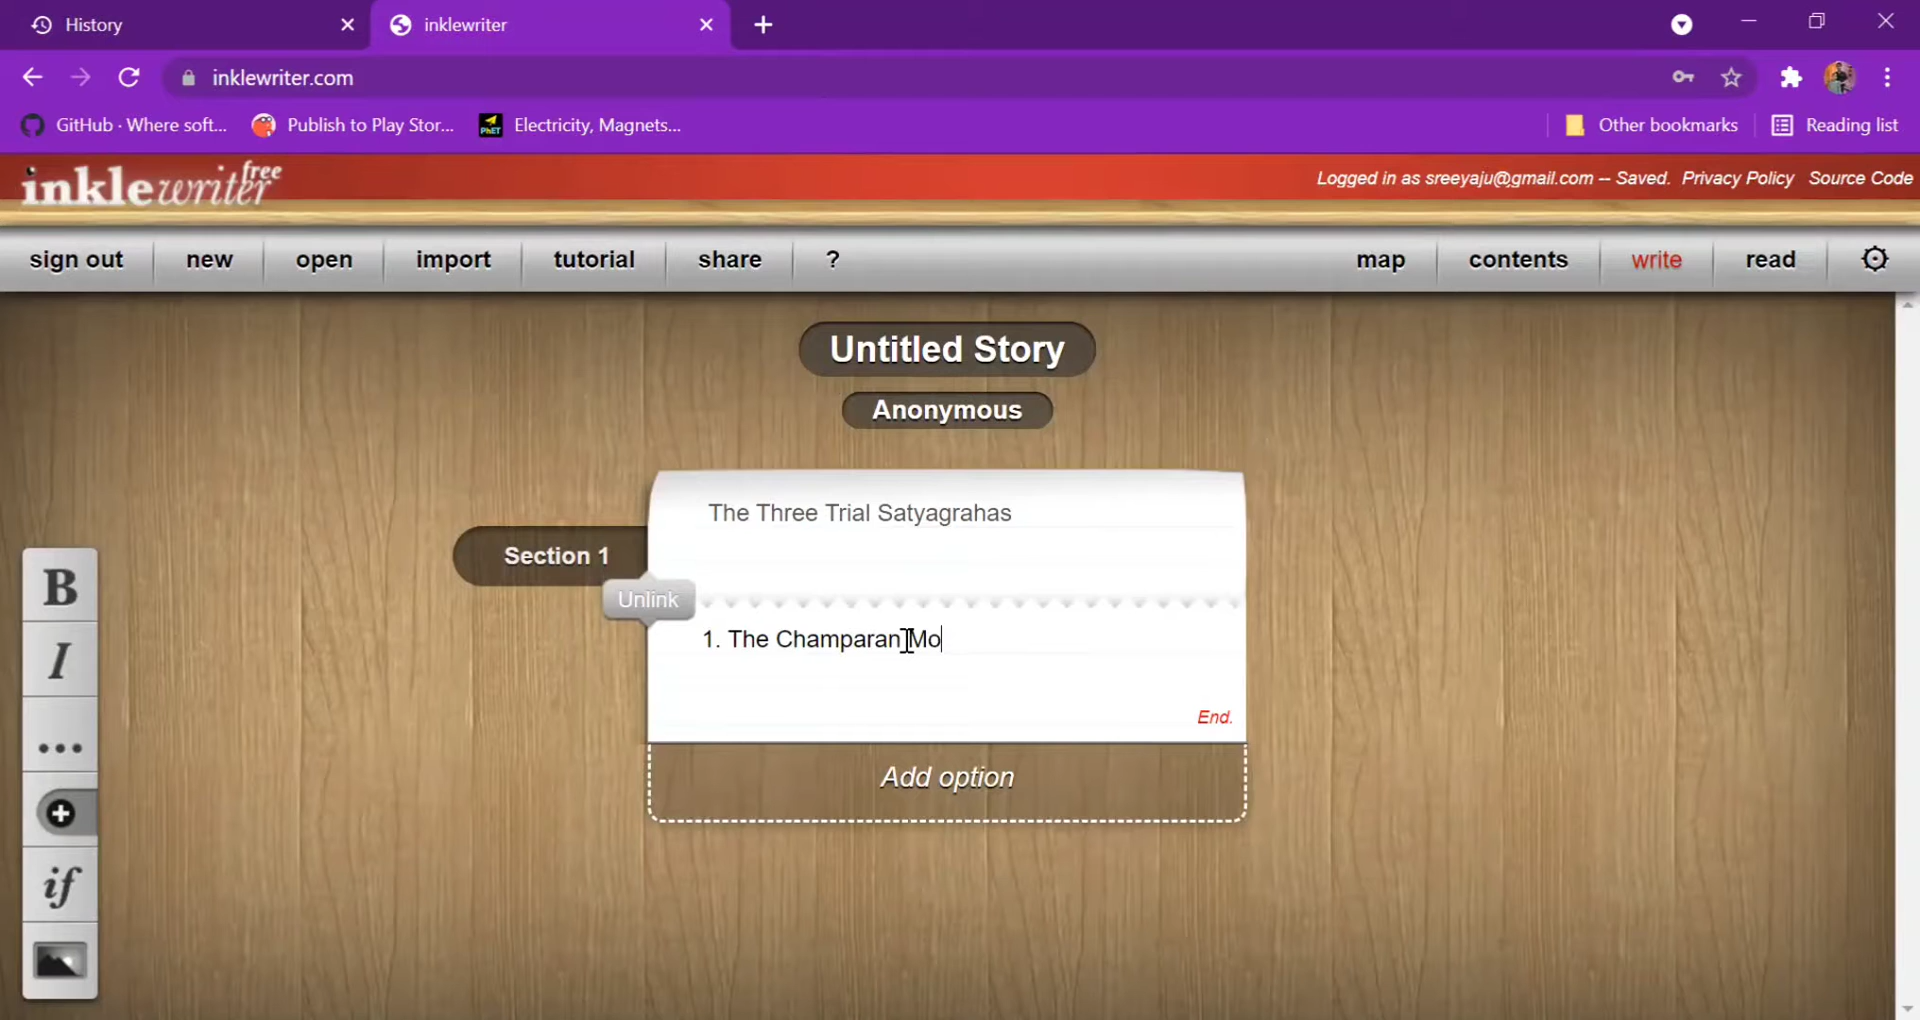 History
inklewriter
inklewriter.com
GitHub · Where soft...
Publish to Play Stor...
PhET
Electricity, Magnets...
Other bookmarks
Reading list
inklewriter free
Logged in as sreeyaju@gmail.com -- Saved. Privacy Policy Source Code
sign out new open import tutorial share ? map contents write read
Untitled Story
Anonymous
The Three Trial Satyagrahas
Section 1
Unlink
1. The Champaran Mo
End.
Add option
B
I
...
if